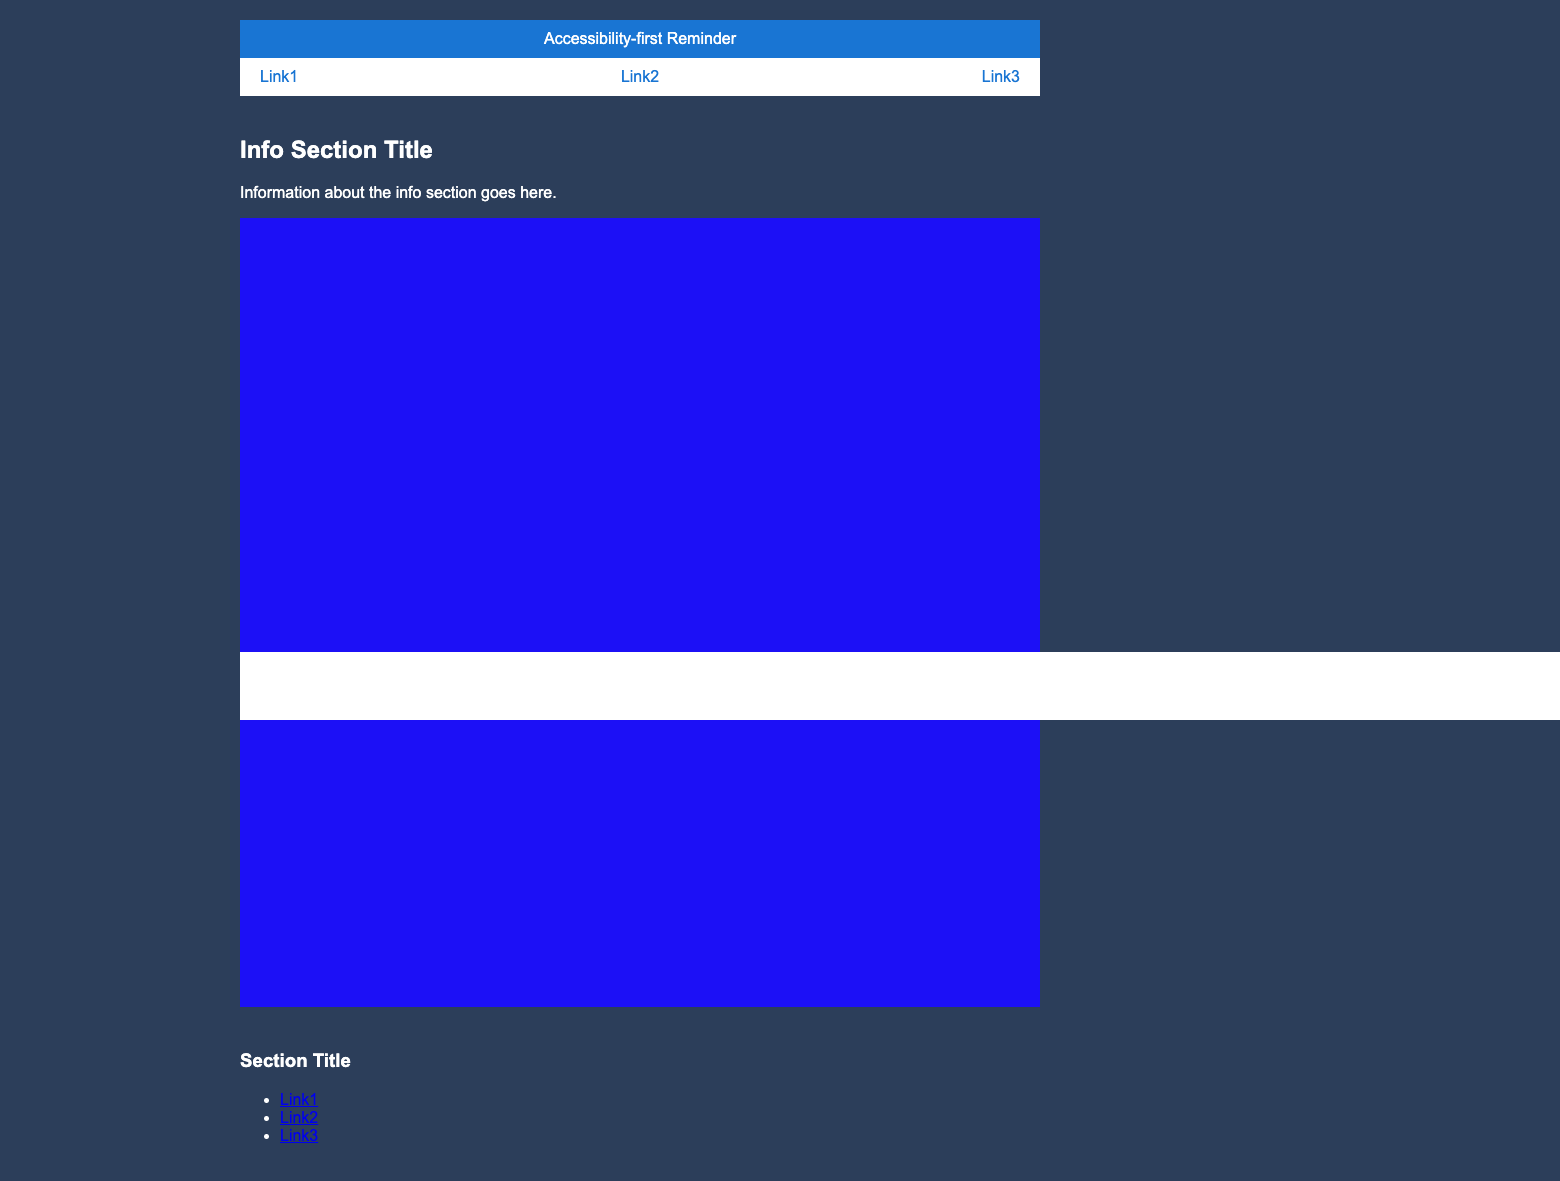 Accessibility-first Reminder
Link1 Link2 Link3
Info Section Title
Information about the info section goes here.
Section Title
Link1
Link2
Link3